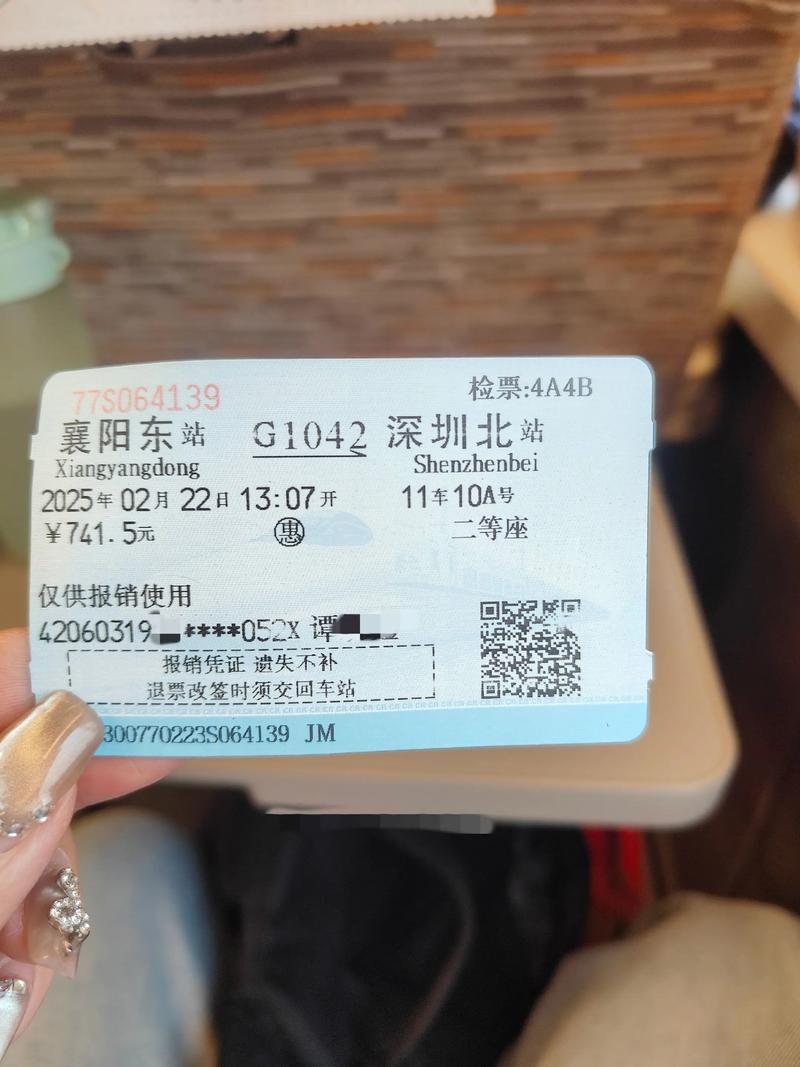 77S064139 检票:4A4B
襄阳东站 G1042 深圳北站
Xiangyangdong Shenzhenbei
2025年02月22日 13:07开 11车10A号
¥741.5元 惠 二等座
仅供报销使用
42060319 ****052X 谭
报销凭证 遗失不补
退票改签时须交回车站
300770223S064139 JM